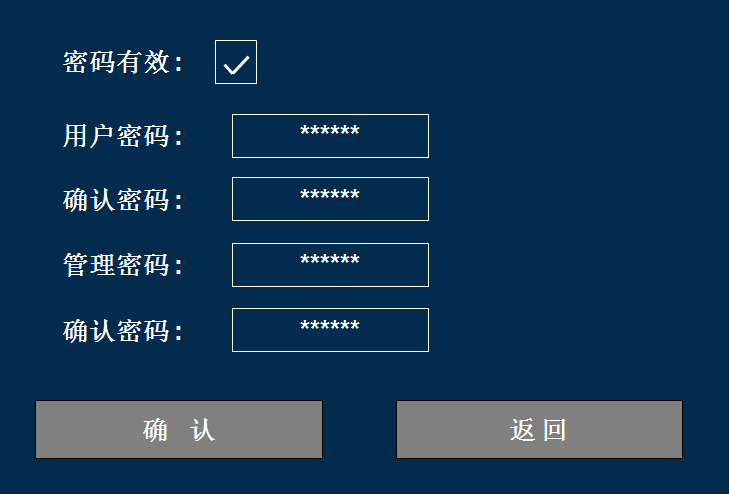 密码有效：
用户密码： ******
确认密码： ******
管理密码： ******
确认密码： ******
确 认 返 回